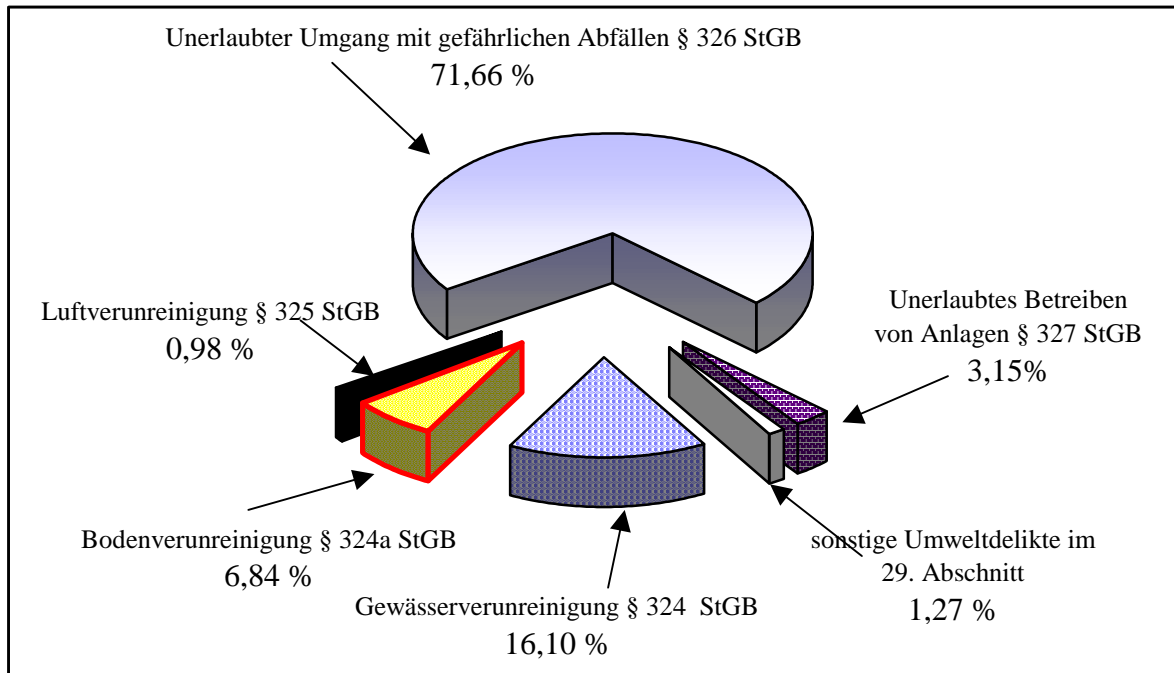 Unerlaubter Umgang mit gefährlichen Abfällen § 326 StGB
71,66 %
Luftverunreinigung § 325 StGB
0,98 %
Unerlaubtes Betreiben
von Anlagen § 327 StGB
3,15%
Bodenverunreinigung § 324a StGB
6,84 %
sonstige Umweltdelikte im
29. Abschnitt
1,27 %
Gewässerverunreinigung § 324 StGB
16,10 %